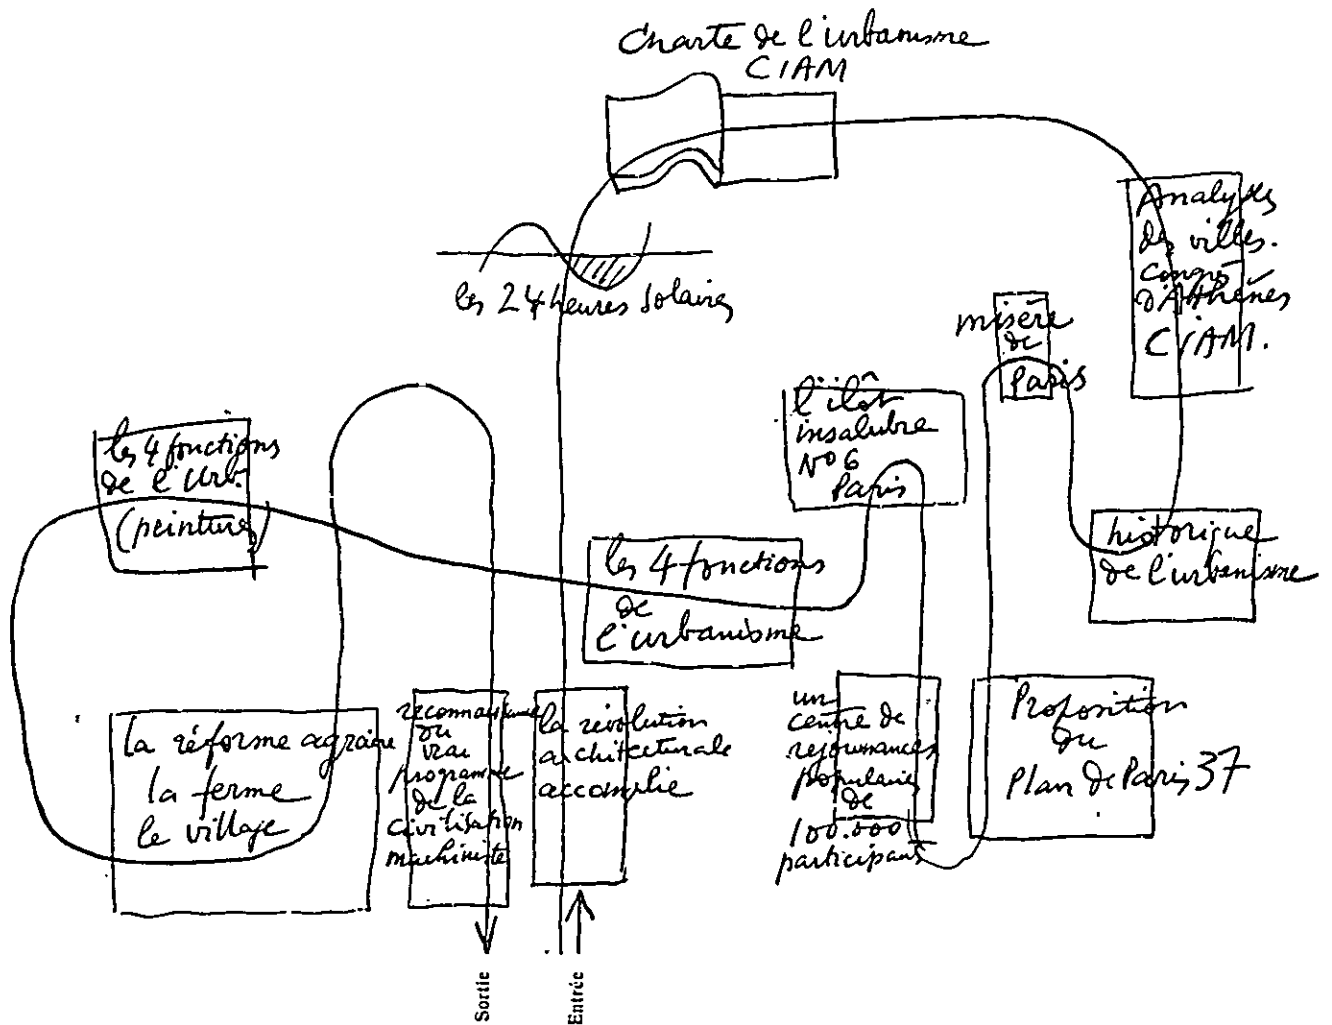 Charte de l'urbanisme
CIAM
Analyses
des villes.
congrès
d'Athènes
CIAM.
les 24 heures solaires
misère
de
Paris
l'ilôt
insalubre
N° 6
Paris
les 4 fonctions
de l'Urb.
(peintures)
historique
de l'urbanisme
les 4 fonctions
de
l'urbanisme
la réforme agraire
la ferme
le village
reconnaissance
du
vrai
programme
de la
civilisation
machiniste
la révolution
architecturale
accomplie
un
centre de
réjouissances
populaires
de
100.000
participants
Proposition
du
Plan de Paris 37
Sortie
Entrée